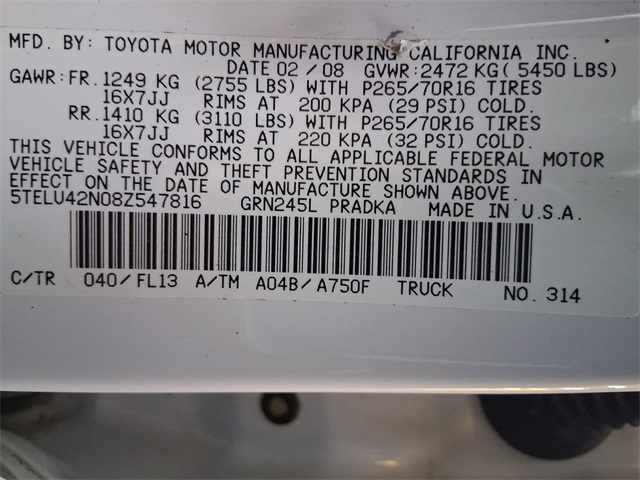 MFD. BY: TOYOTA MOTOR MANUFACTURING CALIFORNIA INC.
DATE 02/08 GVWR:2472 KG( 5450 LBS)
GAWR:FR.1249 KG (2755 LBS) WITH P265/70R16 TIRES
16X7JJ RIMS AT 200 KPA (29 PSI) COLD.
RR.1410 KG (3110 LBS) WITH P265/70R16 TIRES
16X7JJ RIMS AT 220 KPA (32 PSI) COLD.
THIS VEHICLE CONFORMS TO ALL APPLICABLE FEDERAL MOTOR
VEHICLE SAFETY AND THEFT PREVENTION STANDARDS IN
EFFECT ON THE DATE OF MANUFACTURE SHOWN ABOVE.
5TELU42N08Z547816 GRN245L PRADKA MADE IN U.S.A.
C/TR 040/FL13 A/TM A04B/A750F TRUCK NO. 314